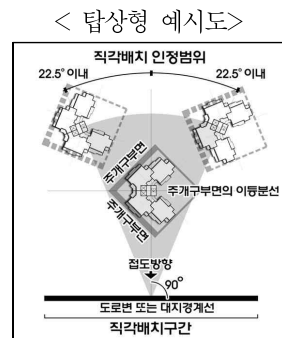 < 탑상형 예시도>
직각배치 인정범위
22.5° 이내
22.5° 이내
주개구부면
주개구부면
주개구부면의 이등분선
접도방향
90°
도로변 또는 대지경계선
직각배치구간